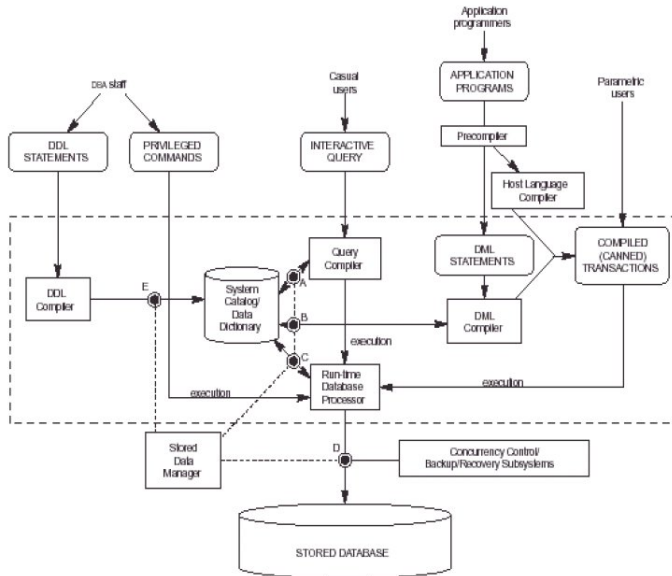 Application
programmers
DBA staff
Casual
users
APPLICATION
PROGRAMS
Parametric
users
DDL
STATEMENTS
PRIVILEGED
COMMANDS
INTERACTIVE
QUERY
Precompiler
Host Language
Compiler
Query
Compiler
DML
STATEMENTS
COMPILED
(CANNED)
TRANSACTIONS
DDL
Compiler
E
System
Catalog/
Data
Dictionary
A
B
C
DML
Compiler
execution
Run-time
Database
Processor
execution
execution
Stored
Data
Manager
D
Concurrency Control/
Backup/Recovery Subsystems
STORED DATABASE